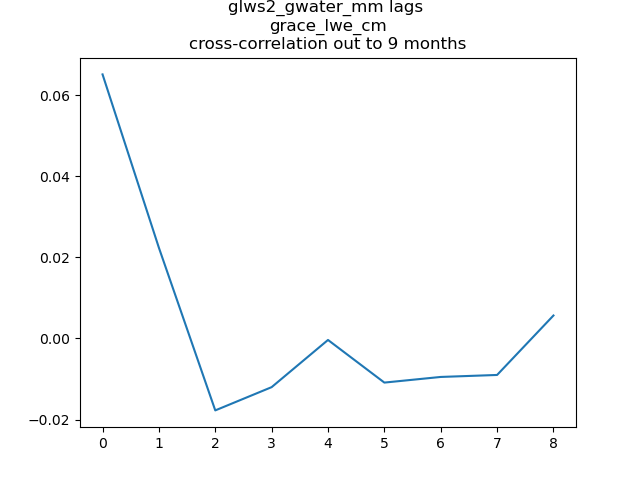 glws2_gwater_mm lags
grace_lwe_cm
cross-correlation out to 9 months
0.06
0.04
0.02
0.00
−0.02
0 1 2 3 4 5 6 7 8